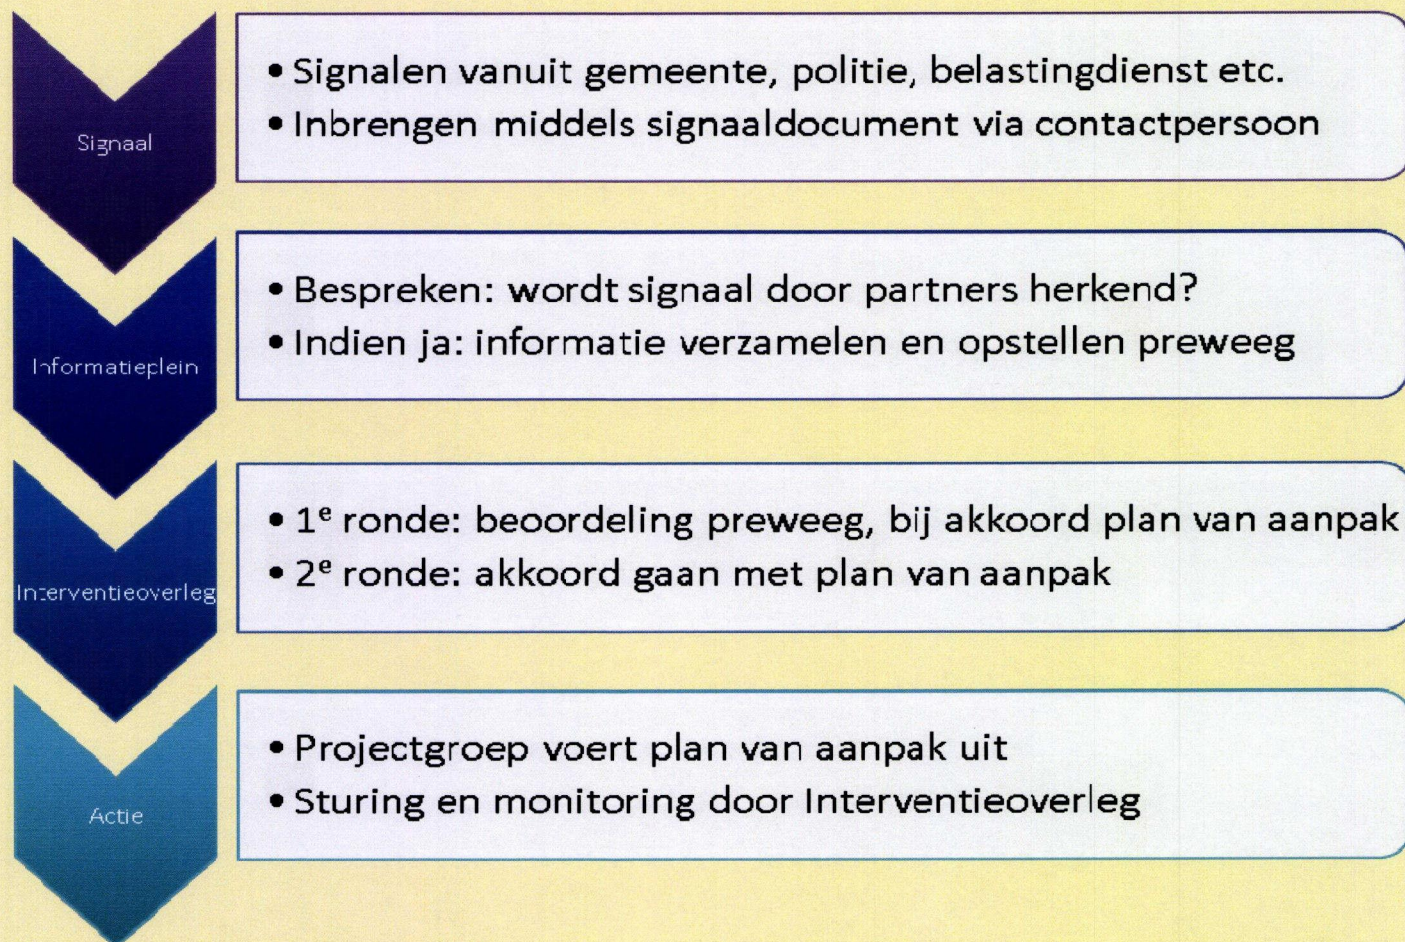 Signaal
• Signalen vanuit gemeente, politie, belastingdienst etc.
• Inbrengen middels signaaldocument via contactpersoon
Informatieplein
• Bespreken: wordt signaal door partners herkend?
• Indien ja: informatie verzamelen en opstellen preweeg
Interventieoverleg
• 1e ronde: beoordeling preweeg, bij akkoord plan van aanpak
• 2e ronde: akkoord gaan met plan van aanpak
Actie
• Projectgroep voert plan van aanpak uit
• Sturing en monitoring door Interventieoverleg